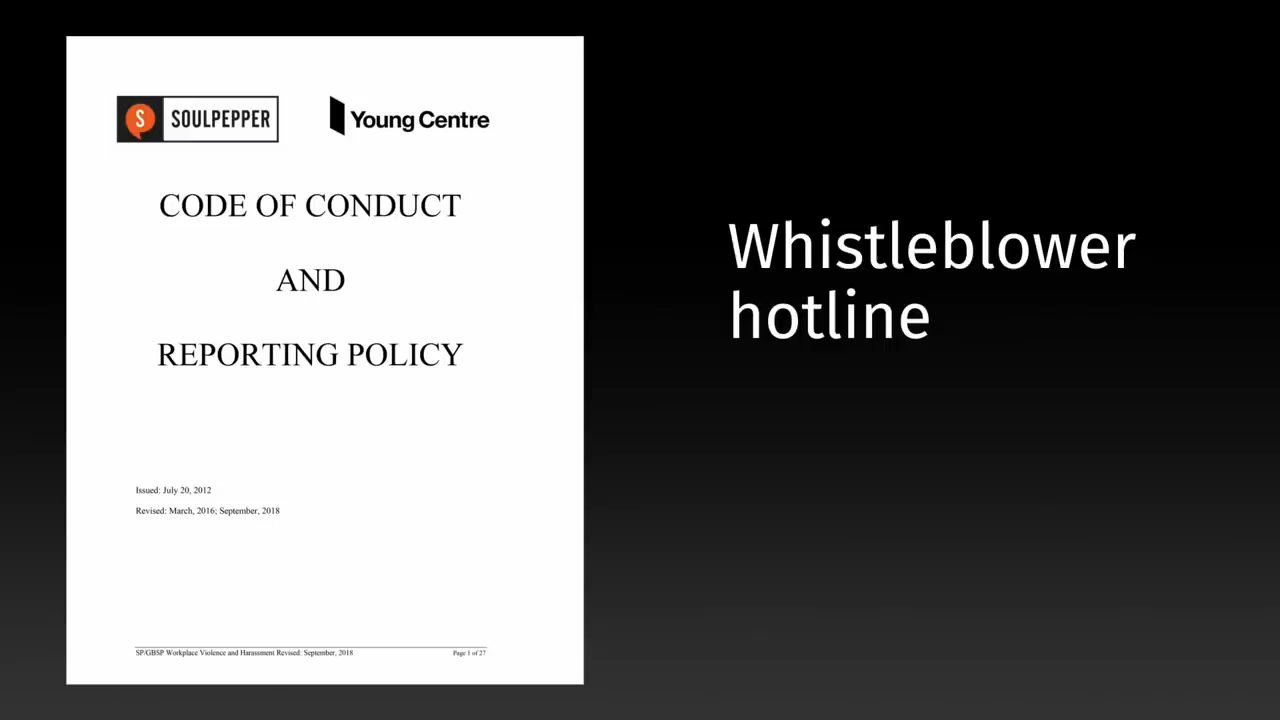 S SOULPEPPER
Young Centre
CODE OF CONDUCT
AND
REPORTING POLICY
Issued: July 20, 2012
Revised: March, 2016; September, 2018
SP/GBSP Workplace Violence and Harassment Revised: September, 2018
Page 1 of 27
Whistleblower
hotline